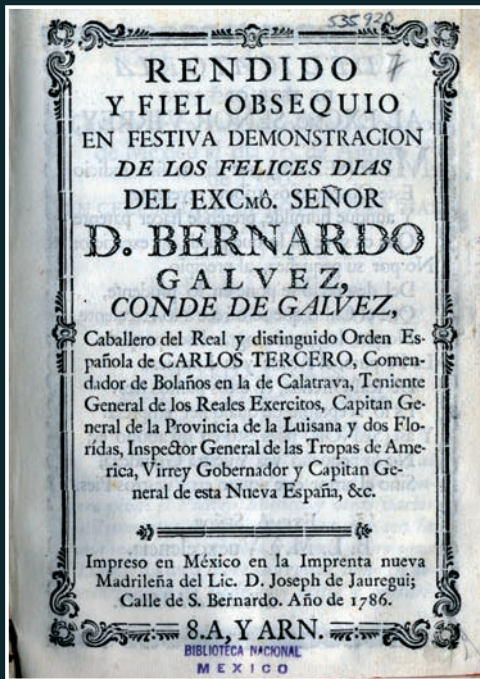 535920
7
RENDIDO
Y FIEL OBSEQUIO
EN FESTIVA DEMONSTRACION
DE LOS FELICES DIAS
DEL EXCmô. SEÑOR
D. BERNARDO
GALVEZ,
CONDE DE GALVEZ,
Caballero del Real y distinguido Orden Es-
pañola de CARLOS TERCERO, Comen-
dador de Bolaños en la de Calatrava, Teniente
General de los Reales Exercitos, Capitan Ge-
neral de la Provincia de la Luisana y dos Flo-
rídas, Inspector General de las Tropas de Ame-
rica, Virrey Gobernador y Capitan Ge-
neral de esta Nueva España, &c.
Impreso en México en la Imprenta nueva
Madrileña del Lic. D. Joseph de Jauregui;
Calle de S. Bernardo. Año de 1786.
8.A, Y ARN.
BIBLIOTECA NACIONAL
MEXICO